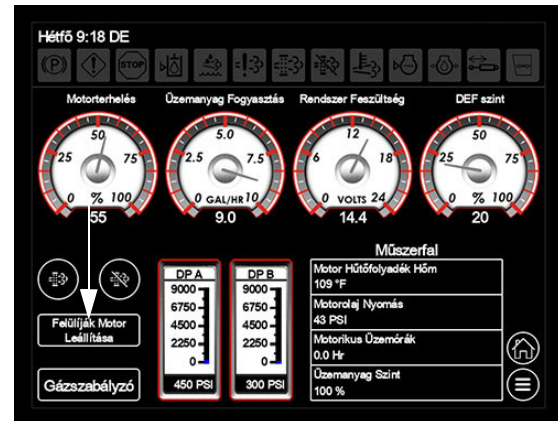 Hétfő 9:18 DE
(P) STOP
Motorterhelés Üzemanyag Fogyasztás Rendszer Feszültség DEF szint
50 5.0 12 50
25 75 2.5 7.5 6 18 25 75
0 % 100 0 GAL/HR 10 0 VOLTS 24 0 % 100
55 9.0 14.4 20
Műszerfal
DP A DP B
9000 9000
6750 6750
4500 4500
2250 2250
0 0
450 PSI 300 PSI
Motor Hűtőfolyadék Hőm
109 °F
Motorolaj Nyomás
43 PSI
Motorikus Üzemórák
0.0 Hr
Üzemanyag Szint
100 %
Felülíják Motor
Leállítása
Gázszabályzó